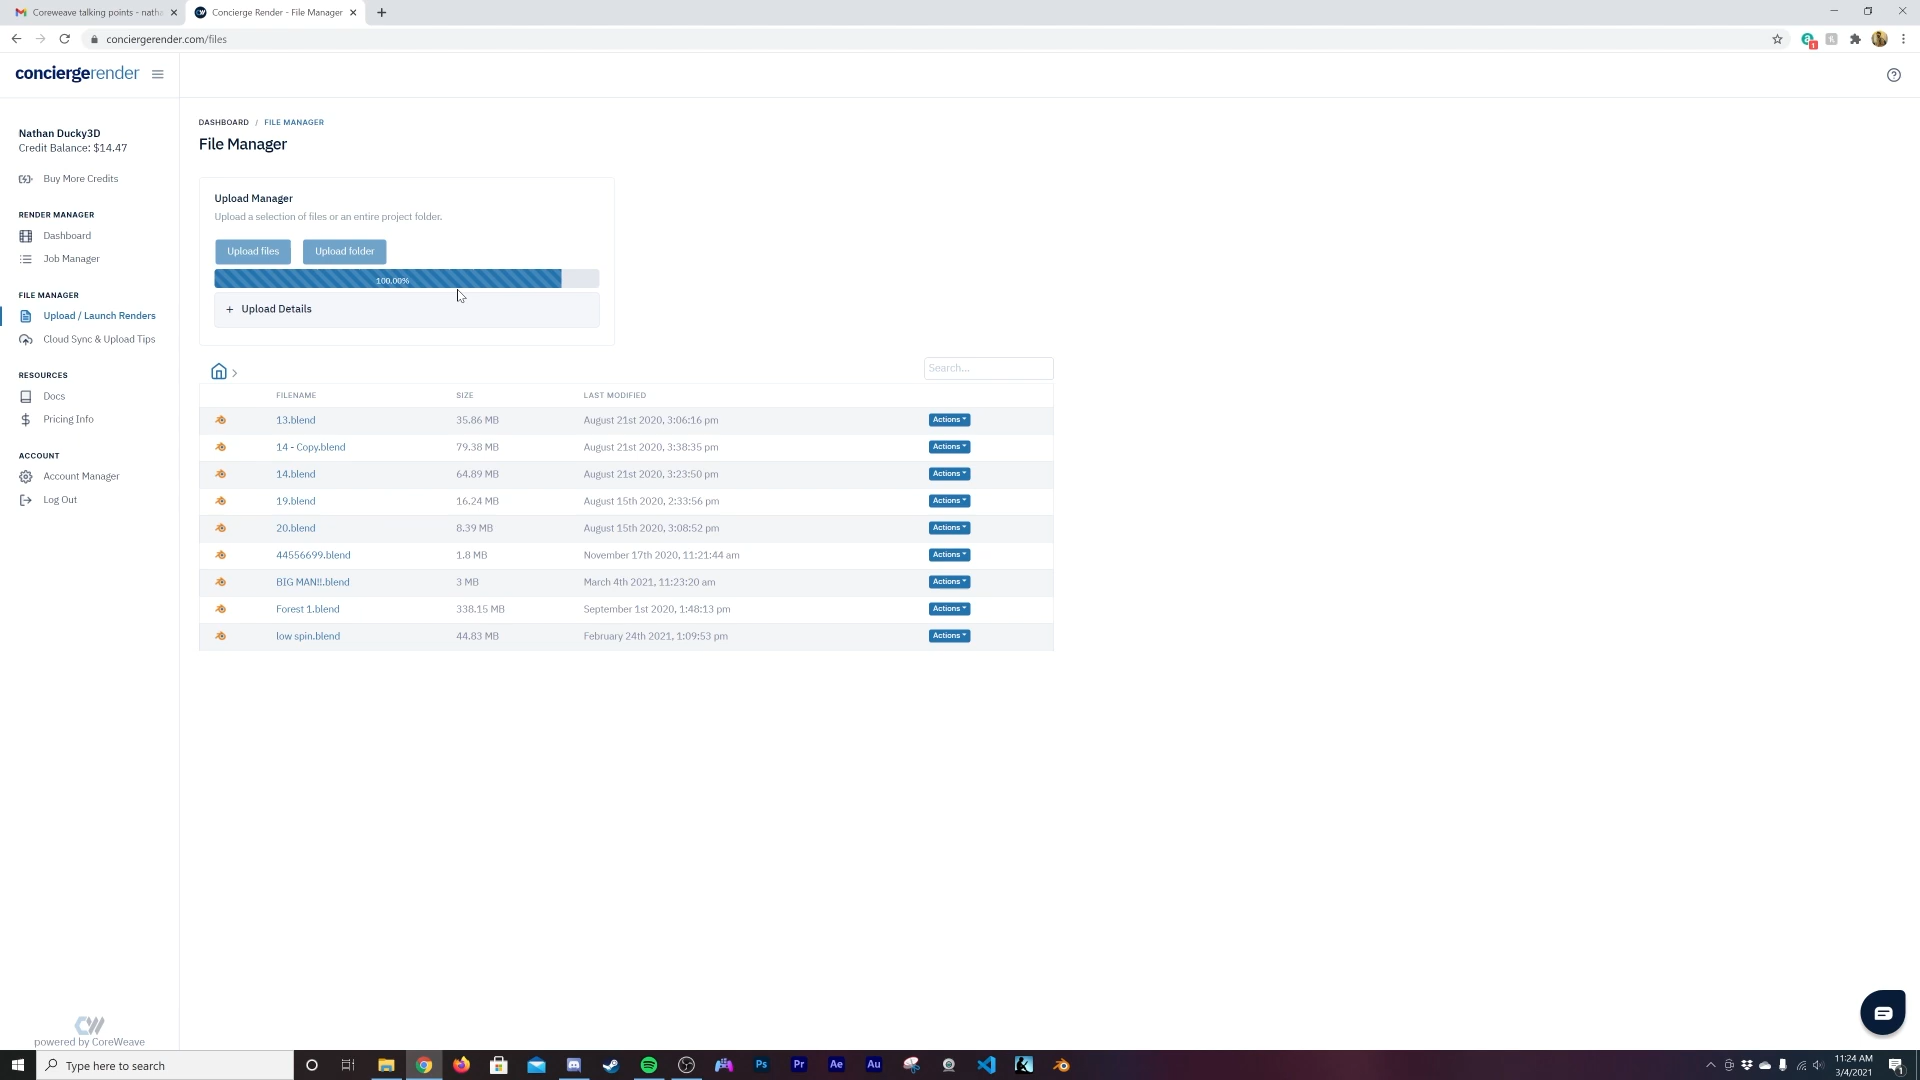 Coreweave talking points - nath
Concierge Render - File Manager
conciergerender.com/files
1
conciergerender
DASHBOARD / FILE MANAGER
File Manager
Nathan Ducky3D
Credit Balance: $14.47
Buy More Credits
RENDER MANAGER
Dashboard
Job Manager
FILE MANAGER
Upload / Launch Renders
Cloud Sync & Upload Tips
RESOURCES
Docs
Pricing Info
ACCOUNT
Account Manager
Log Out
Upload Manager
Upload a selection of files or an entire project folder.
Upload files Upload folder
100.00%
+ Upload Details
Search...
FILENAME SIZE LAST MODIFIED
13.blend 35.86 MB August 21st 2020, 3:06:16 pm Actions
14 - Copy.blend 79.38 MB August 21st 2020, 3:38:35 pm Actions
14.blend 64.89 MB August 21st 2020, 3:23:50 pm Actions
19.blend 16.24 MB August 15th 2020, 2:33:56 pm Actions
20.blend 8.39 MB August 15th 2020, 3:08:52 pm Actions
44556699.blend 1.8 MB November 17th 2020, 11:21:44 am Actions
BIG MAN!!.blend 3 MB March 4th 2021, 11:23:20 am Actions
Forest 1.blend 338.15 MB September 1st 2020, 1:48:13 pm Actions
low spin.blend 44.83 MB February 24th 2021, 1:09:53 pm Actions
CW
powered by CoreWeave
Type here to search
Ps Pr Ae Au
11:24 AM
3/4/2021
1